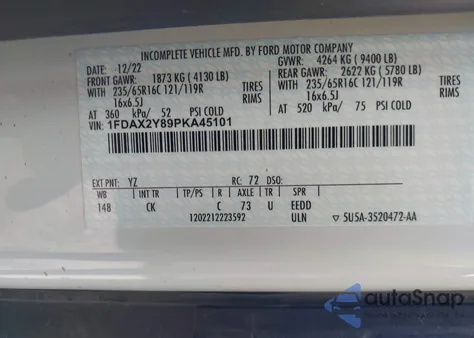 INCOMPLETE VEHICLE MFD. BY FORD MOTOR COMPANY
DATE: 12/22 GVWR: 4264 KG (9400 LB)
FRONT GAWR: 1873 KG (4130 LB) REAR GAWR: 2622 KG (5780 LB)
WITH 235/65R16C 121/119R TIRES WITH 235/65R16C 121/119R TIRES
16x6.5J RIMS 16x6.5J RIMS
AT 360 kPa/ 52 PSI COLD AT 520 kPa/ 75 PSI COLD
VIN: 1FDAX2Y89PKA45101
EXT PNT: YZ RC: 72 DSO:
WB INT TR TP/PS R AXLE TR SPR
148 CK C 73 U EEDD
1202212223592 ULN 5U5A-3520472-AA
autoSnap